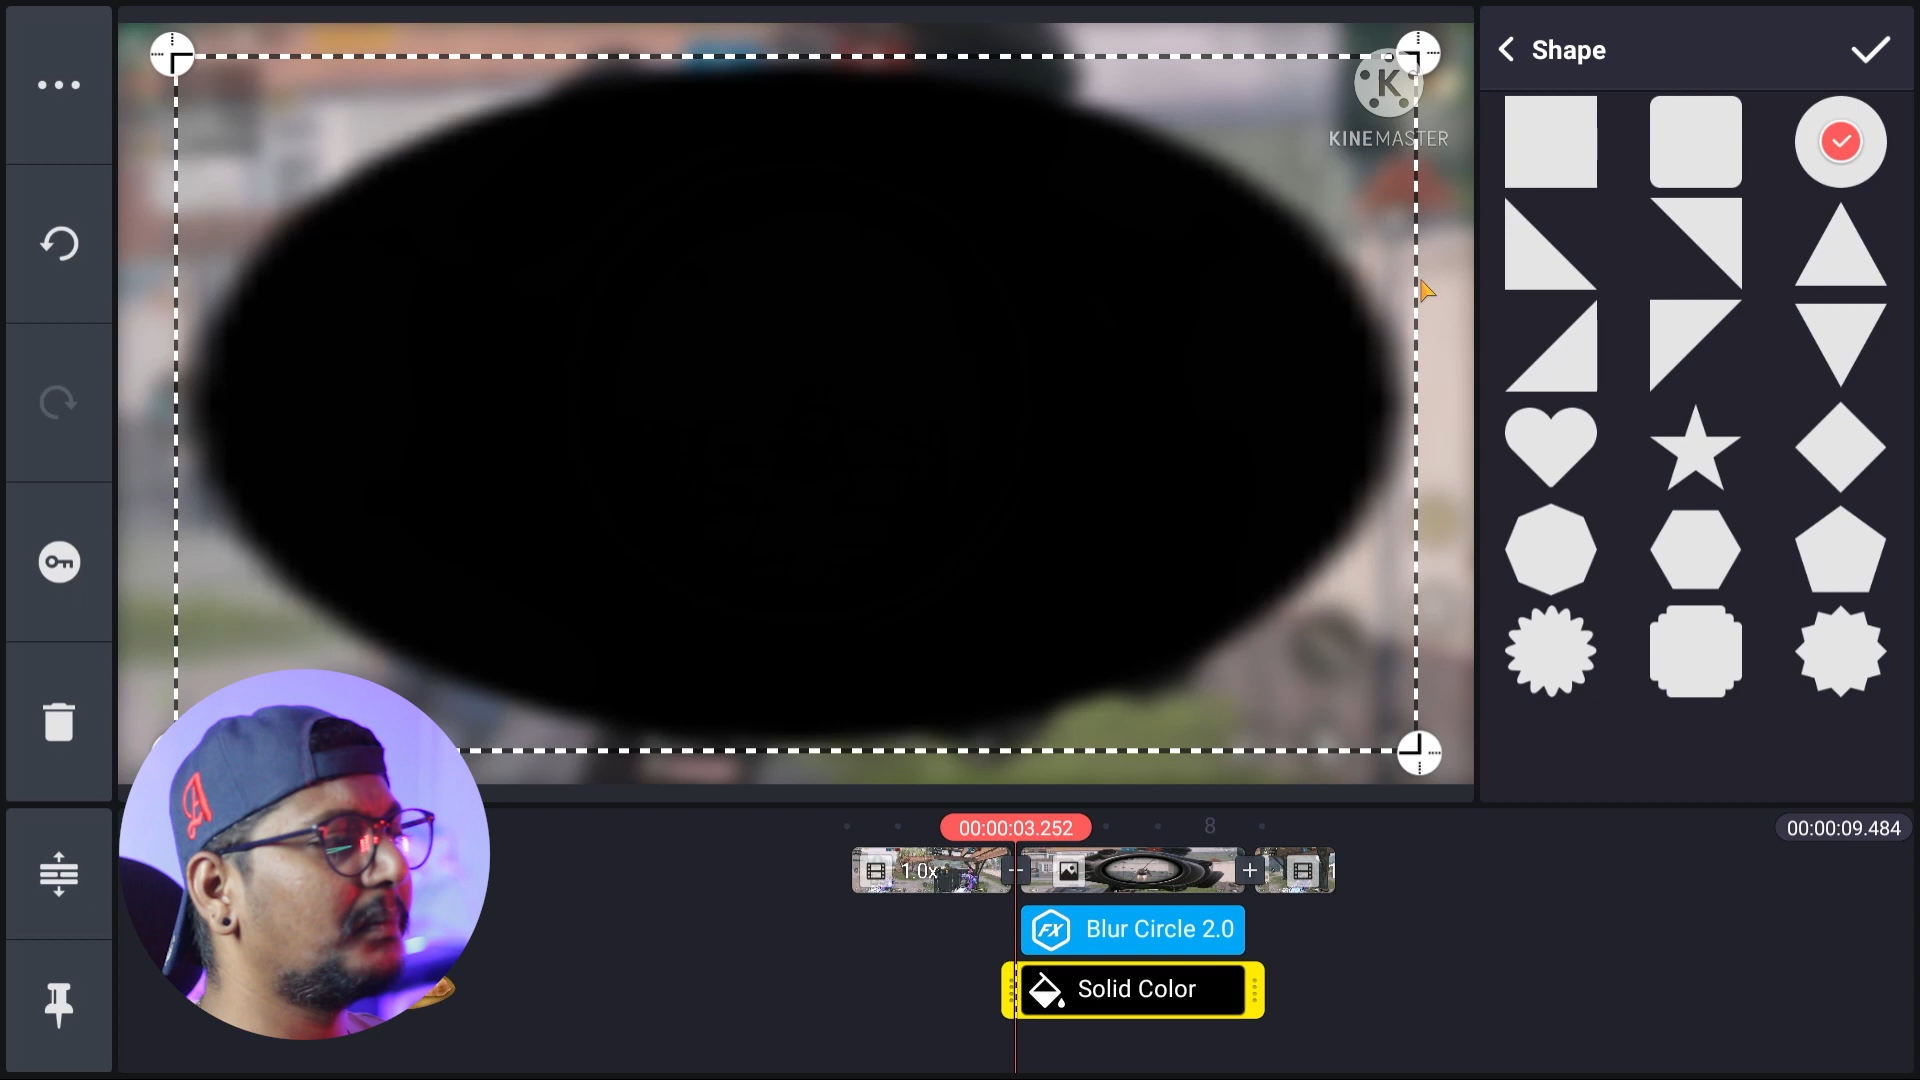 Shape
KINEMASTER
00:00:03.252
8
00:00:09.484
1.0x
Blur Circle 2.0
Solid Color